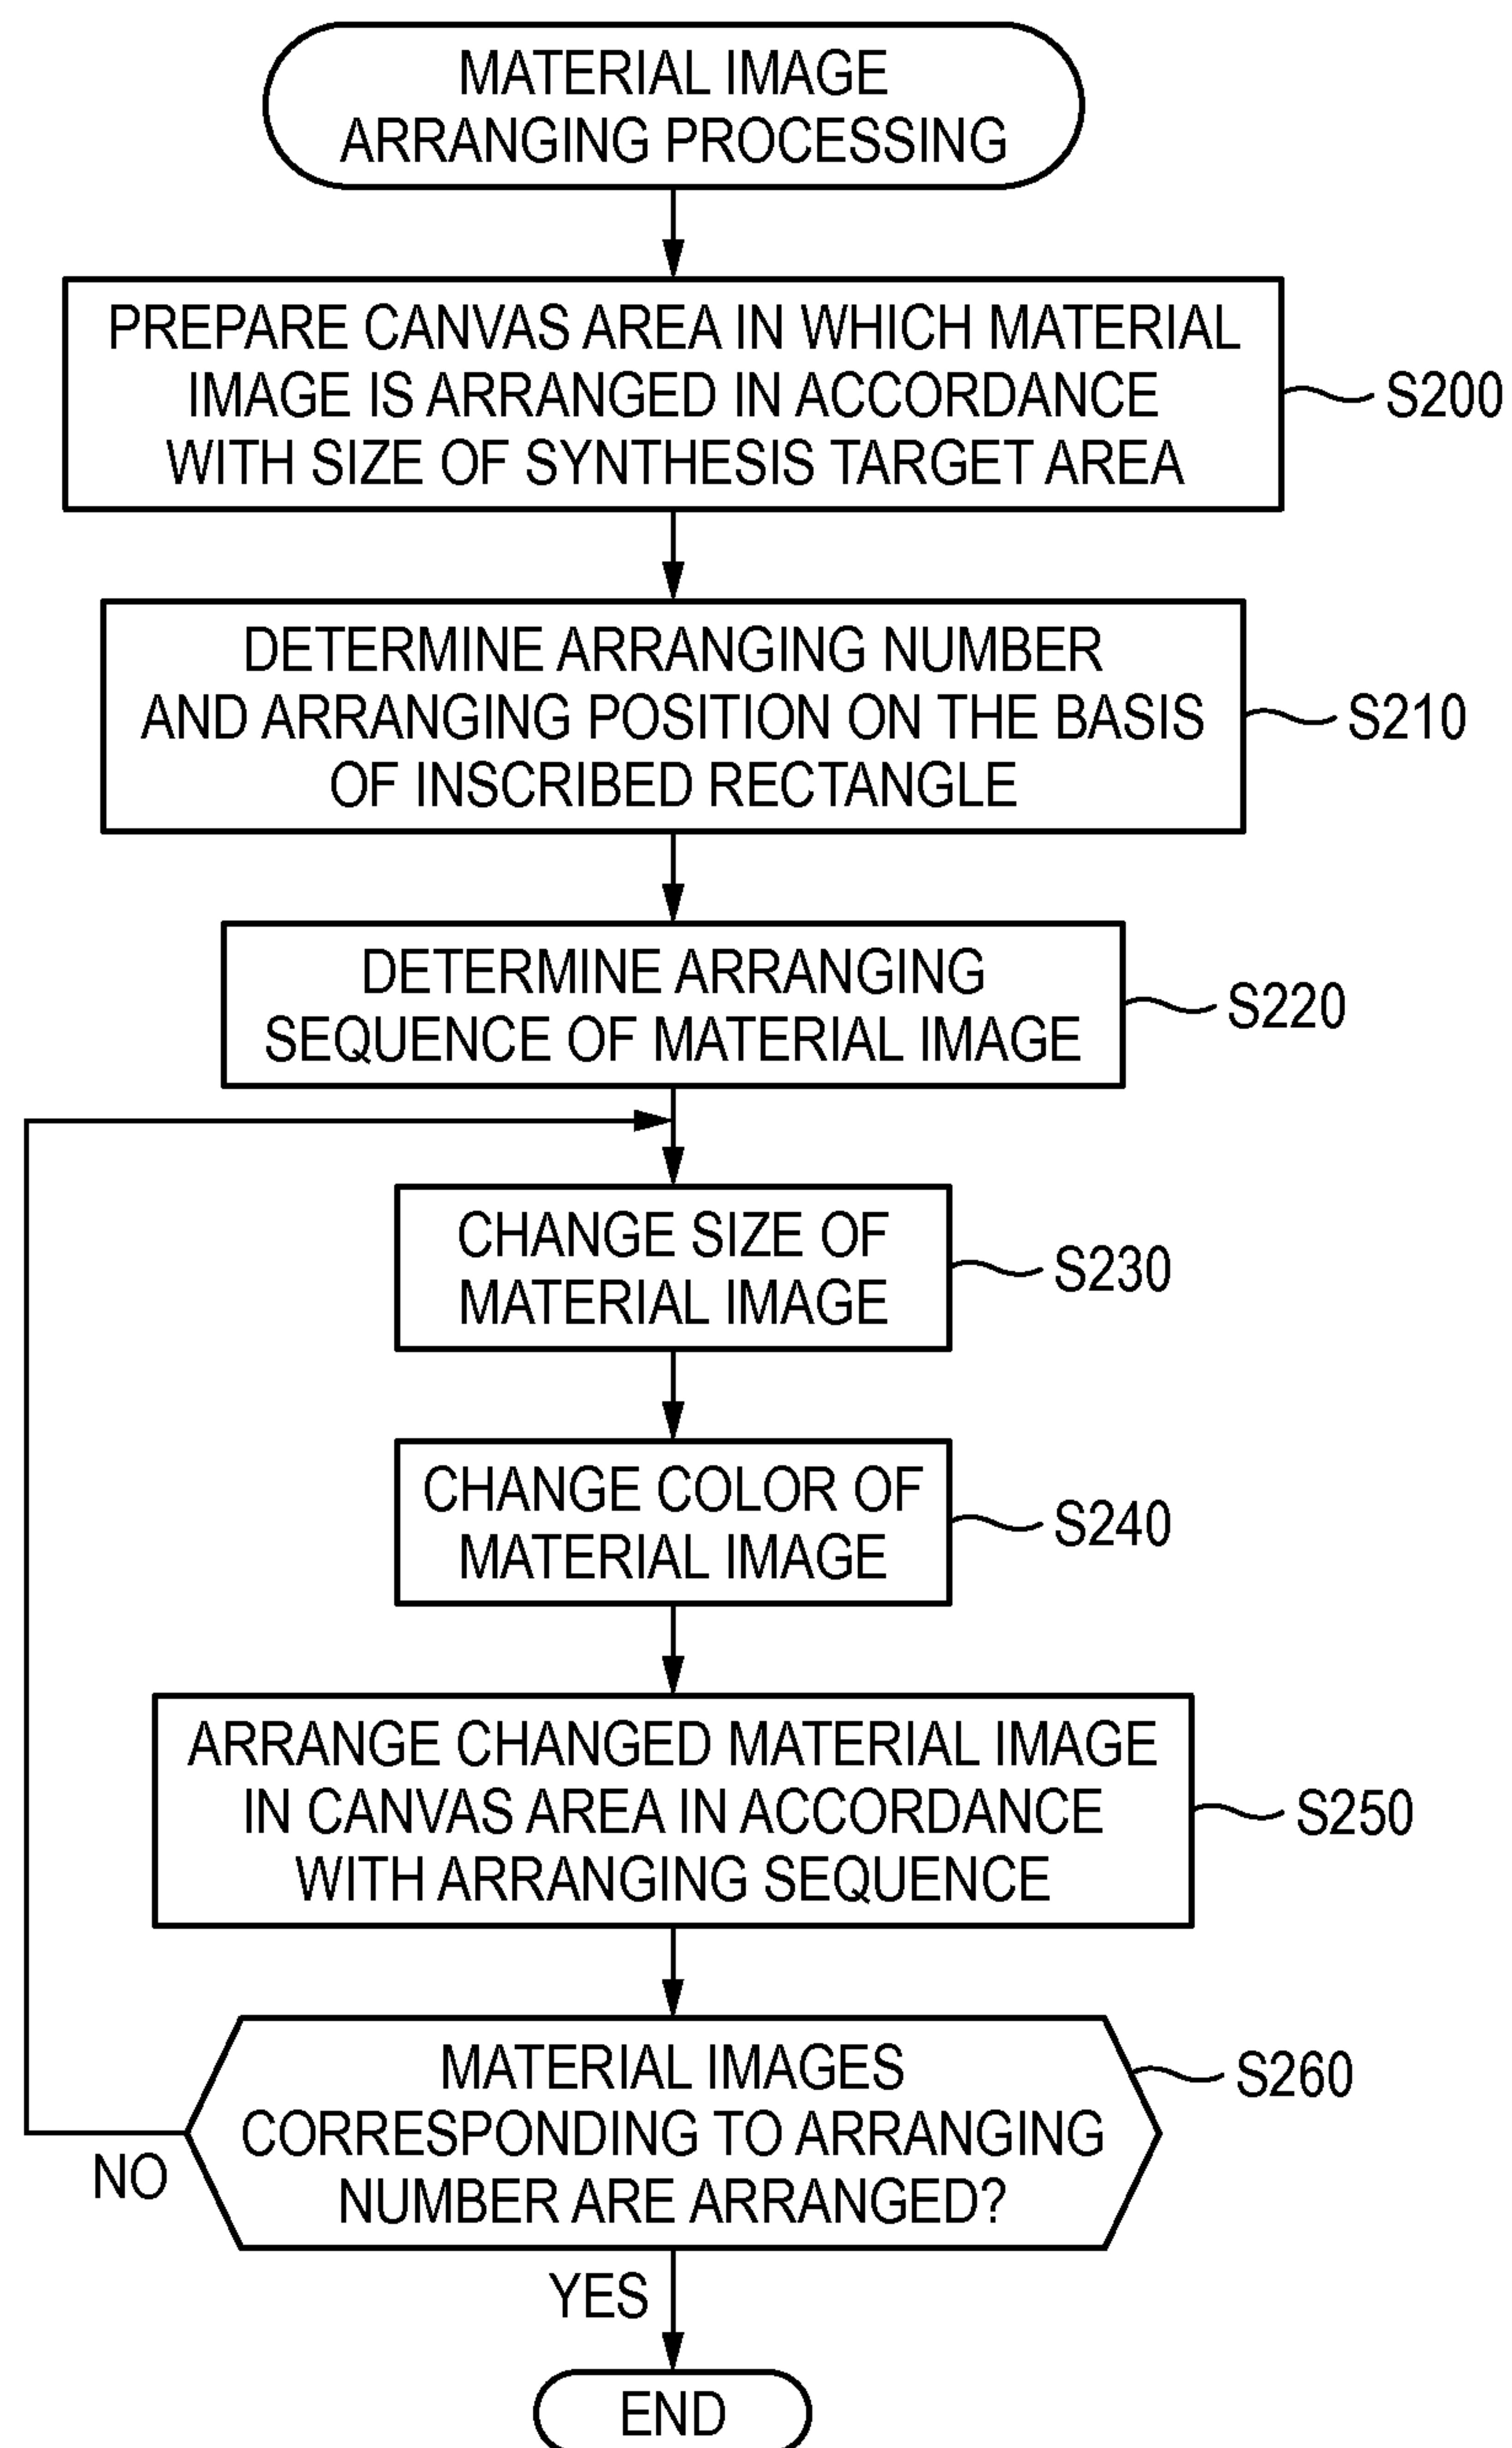 MATERIAL IMAGE
ARRANGING PROCESSING
PREPARE CANVAS AREA IN WHICH MATERIAL
IMAGE IS ARRANGED IN ACCORDANCE
WITH SIZE OF SYNTHESIS TARGET AREA
S200
DETERMINE ARRANGING NUMBER
AND ARRANGING POSITION ON THE BASIS
OF INSCRIBED RECTANGLE
S210
DETERMINE ARRANGING
SEQUENCE OF MATERIAL IMAGE
S220
CHANGE SIZE OF
MATERIAL IMAGE
S230
CHANGE COLOR OF
MATERIAL IMAGE
S240
ARRANGE CHANGED MATERIAL IMAGE
IN CANVAS AREA IN ACCORDANCE
WITH ARRANGING SEQUENCE
S250
MATERIAL IMAGES
CORRESPONDING TO ARRANGING
NUMBER ARE ARRANGED?
S260
NO
YES
END